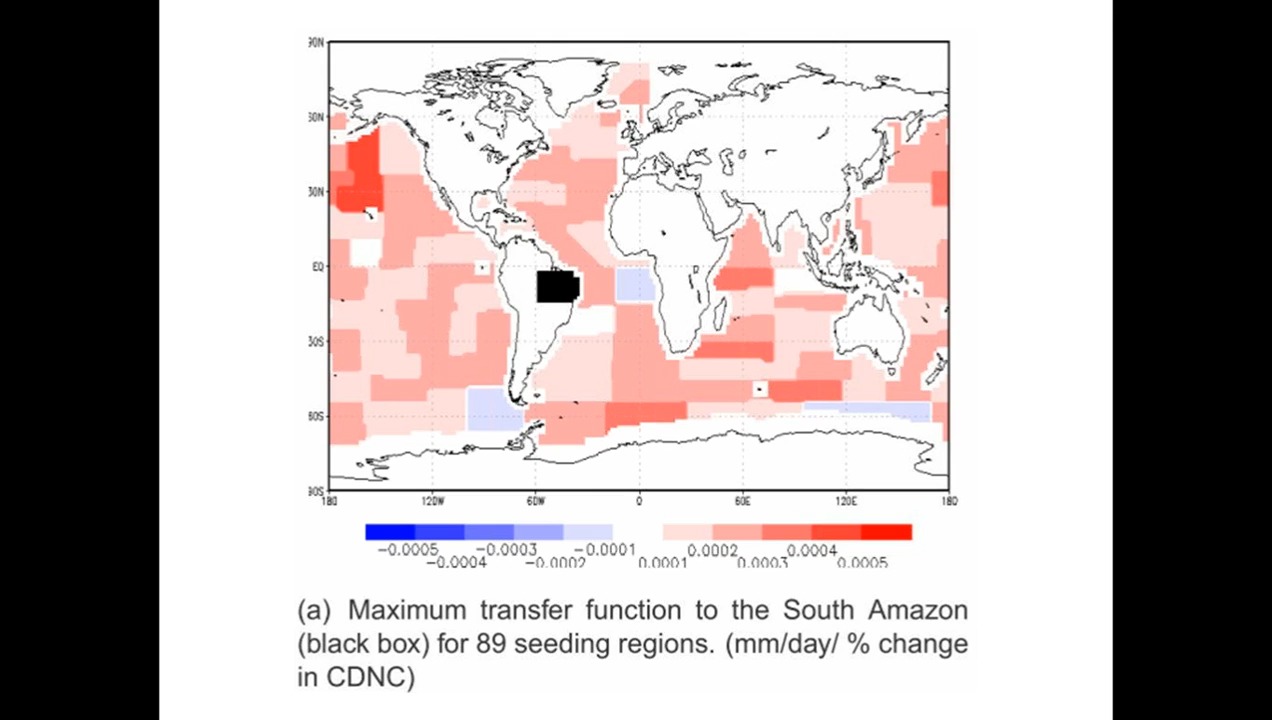 90N
60N
30N
EQ
30S
60S
90S
180 120W 60W 0 60E 120E 180
−0.0005 −0.0003 −0.0001 0.0002 0.0004
−0.0004 −0.0002 0.0001 0.0003 0.0005
(a) Maximum transfer function to the South Amazon
(black box) for 89 seeding regions. (mm/day/ % change
in CDNC)